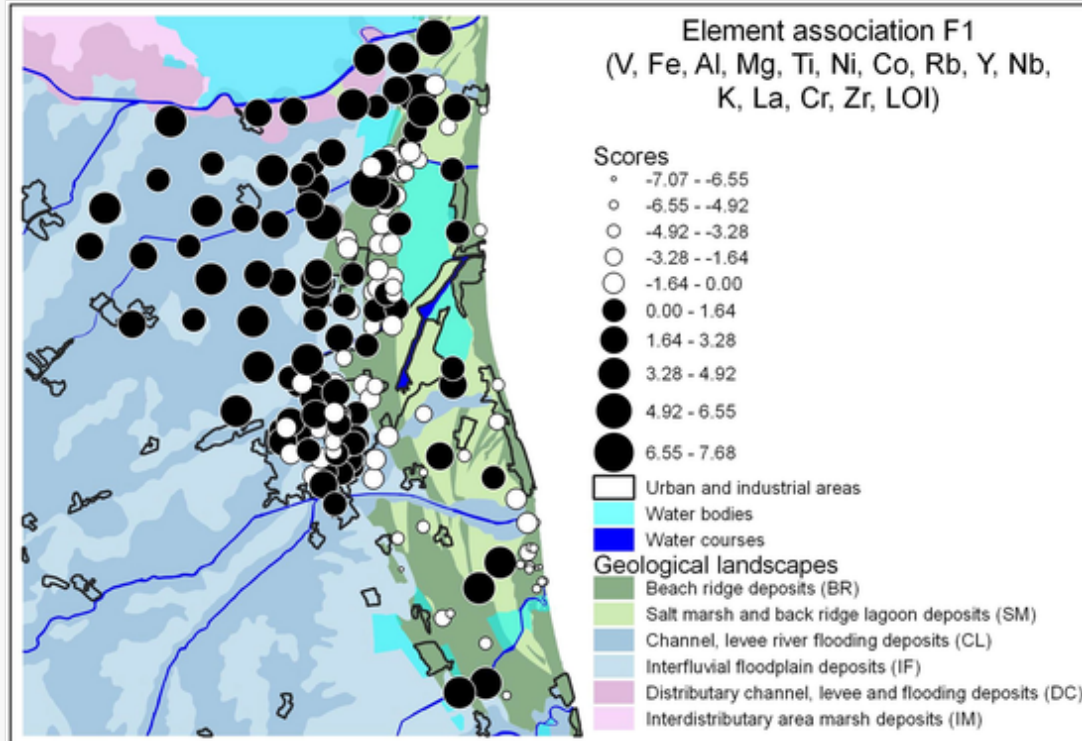 Element association F1
(V, Fe, Al, Mg, Ti, Ni, Co, Rb, Y, Nb,
K, La, Cr, Zr, LOI)
Scores
-7.07 - -6.55
-6.55 - -4.92
-4.92 - -3.28
-3.28 - -1.64
-1.64 - 0.00
0.00 - 1.64
1.64 - 3.28
3.28 - 4.92
4.92 - 6.55
6.55 - 7.68
Urban and industrial areas
Water bodies
Water courses
Geological landscapes
Beach ridge deposits (BR)
Salt marsh and back ridge lagoon deposits (SM)
Channel, levee river flooding deposits (CL)
Interfluvial floodplain deposits (IF)
Distributary channel, levee and flooding deposits (DC)
Interdistributary area marsh deposits (IM)